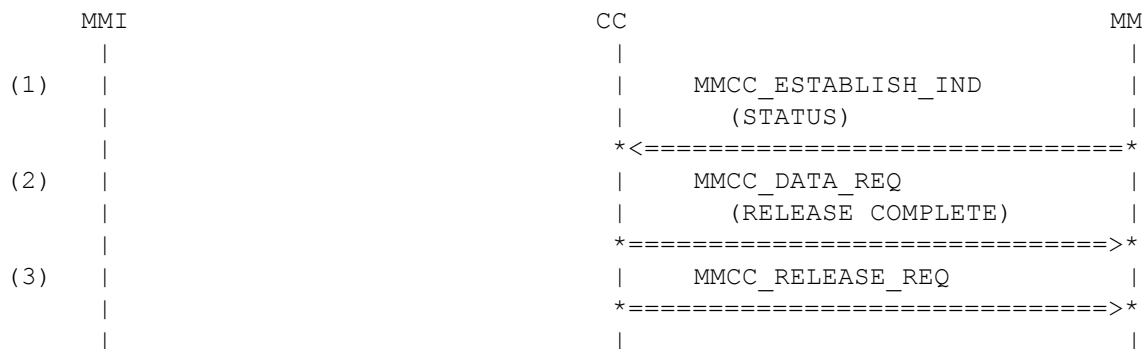 MMI CC MM
| | |
(1) | | MMCC_ESTABLISH_IND |
| | (STATUS) |
| *<==============================*
(2) | | MMCC_DATA_REQ |
| | (RELEASE COMPLETE) |
| *==============================>*
(3) | | MMCC_RELEASE_REQ |
| *==============================>*
| | |